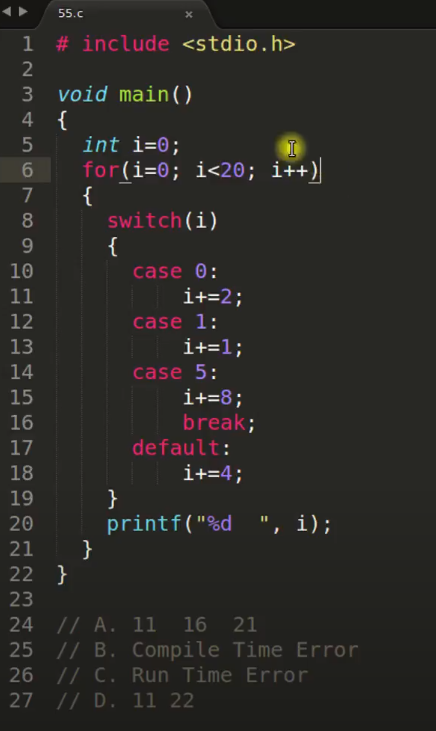 55.c
1 # include <stdio.h>
2
3 void main()
4 {
5   int i=0;
6   for(i=0; i<20; i++)
7   {
8     switch(i)
9     {
10       case 0:
11           i+=2;
12       case 1:
13           i+=1;
14       case 5:
15           i+=8;
16           break;
17       default:
18           i+=4;
19     }
20     printf("%d  ", i);
21   }
22 }
23
24 // A. 11  16  21
25 // B. Compile Time Error
26 // C. Run Time Error
27 // D. 11 22